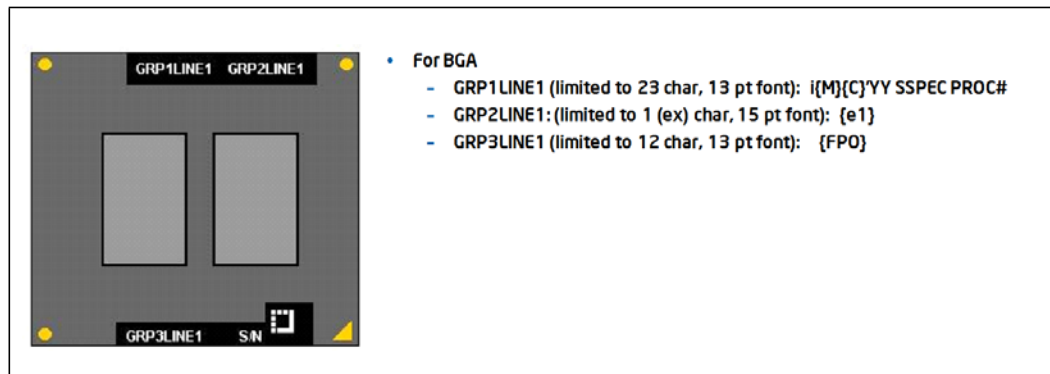 GRP1LINE1 GRP2LINE1
GRP3LINE1 S/N
• For BGA
– GRP1LINE1 (limited to 23 char, 13 pt font): i{M}{C}'YY SSPEC PROC#
– GRP2LINE1: (limited to 1 (ex) char, 15 pt font): {e1}
– GRP3LINE1 (limited to 12 char, 13 pt font): {FPO}